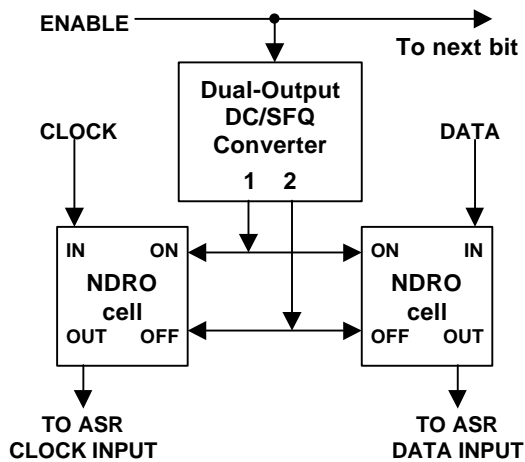 ENABLE
To next bit
Dual-Output
DC/SFQ
Converter
1 2
CLOCK
DATA
IN ON
NDRO
cell
OUT OFF
ON IN
NDRO
cell
OFF OUT
TO ASR
CLOCK INPUT
TO ASR
DATA INPUT